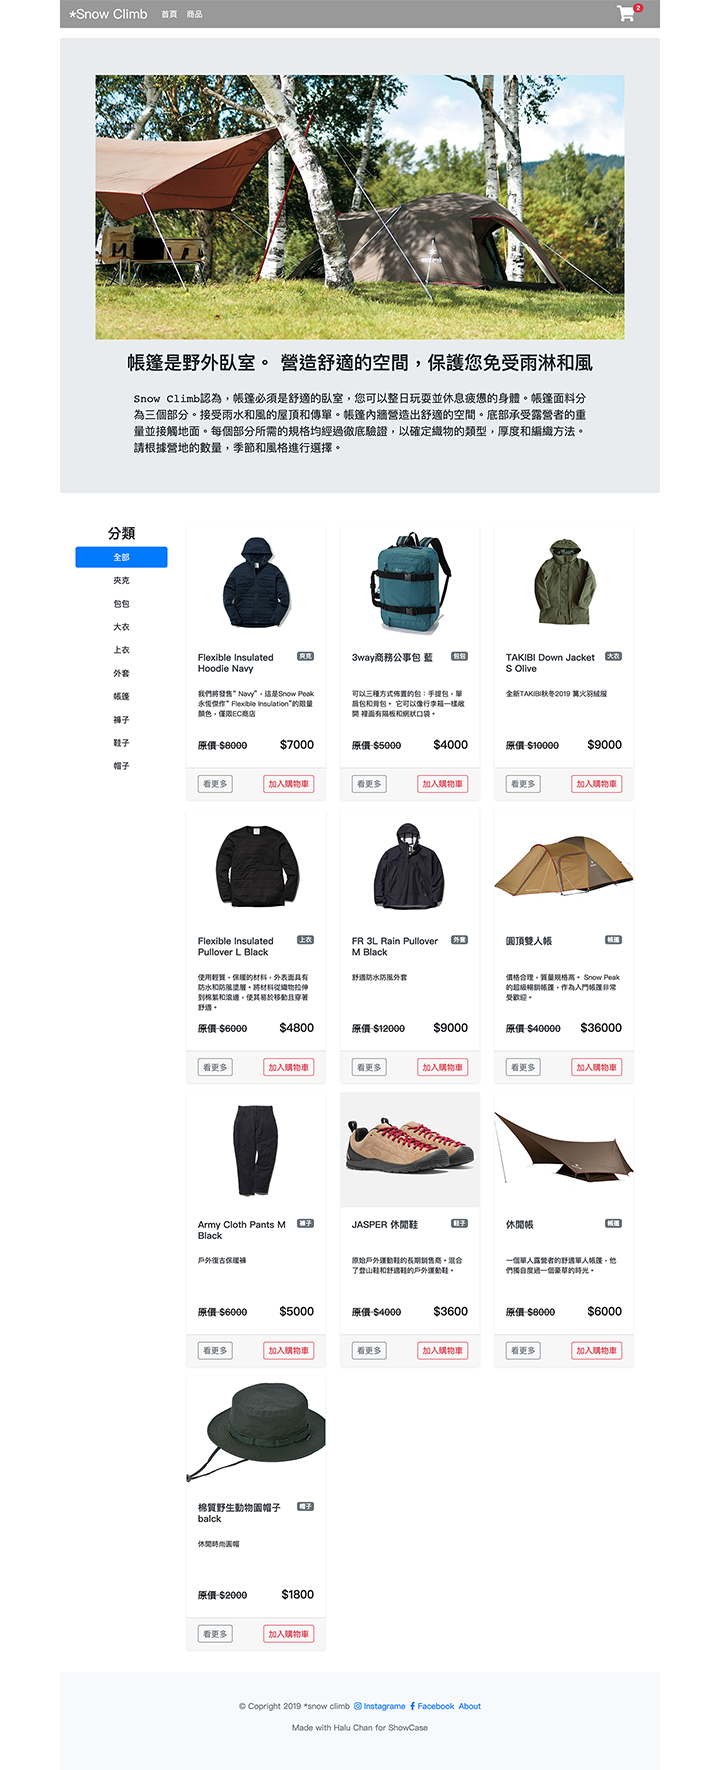 *Snow Climb 首頁 商品 2
帳篷是野外臥室。 營造舒適的空間，保護您免受雨淋和風
Snow Climb認為，帳篷必須是舒適的臥室，您可以整日玩耍並休息疲憊的身體。帳篷面料分
為三個部分。接受雨水和風的屋頂和傳單。帳篷內牆營造出舒適的空間。底部承受露營者的重
量並接觸地面。每個部分所需的規格均經過徹底驗證，以確定織物的類型，厚度和編織方法。
請根據營地的數量，季節和風格進行選擇。
分類
全部
夾克
包包
大衣
上衣
外套
帳篷
褲子
鞋子
帽子
Flexible Insulated 夾克
Hoodie Navy
我們將發售" Navy"，這是Snow Peak
永恆傑作" Flexible Insulation"的限量
顏色，僅限EC商店
原價 $8000 $7000
看更多 加入購物車
3way商務公事包 藍 包包
可以三種方式佈置的包：手提包，單
肩包和背包。 它可以像行李箱一樣敞
開 裡面有隔板和網狀口袋。
原價 $5000 $4000
看更多 加入購物車
TAKIBI Down Jacket 大衣
S Olive
全新TAKIBI秋冬2019 篝火羽絨服
原價 $10000 $9000
看更多 加入購物車
Flexible Insulated 上衣
Pullover L Black
使用輕質，保暖的材料，外表面具有
防水和防風塗層。將材料從織物拉伸
到棉絮和滾邊，使其易於移動且穿著
舒適。
原價 $6000 $4800
看更多 加入購物車
FR 3L Rain Pullover 外套
M Black
舒適防水防風外套
原價 $12000 $9000
看更多 加入購物車
圓頂雙人帳 帳篷
價格合理，質量規格高。 Snow Peak
的超級暢銷帳篷，作為入門帳篷非常
受歡迎。
原價 $40000 $36000
看更多 加入購物車
Army Cloth Pants M 褲子
Black
戶外復古保暖褲
原價 $6000 $5000
看更多 加入購物車
JASPER 休閒鞋 鞋子
原始戶外運動鞋的長期銷售商。混合
了登山鞋和舒適鞋的戶外運動鞋。
原價 $4000 $3600
看更多 加入購物車
休閒帳 帳篷
一個單人露營者的舒適單人帳篷，他
們獨自度過一個豪華的時光。
原價 $8000 $6000
看更多 加入購物車
棉質野生動物園帽子 帽子
balck
休閒時尚圓帽
原價 $2000 $1800
看更多 加入購物車
© Copright 2019 *snow climb Instagrame Facebook About
Made with Halu Chan for ShowCase